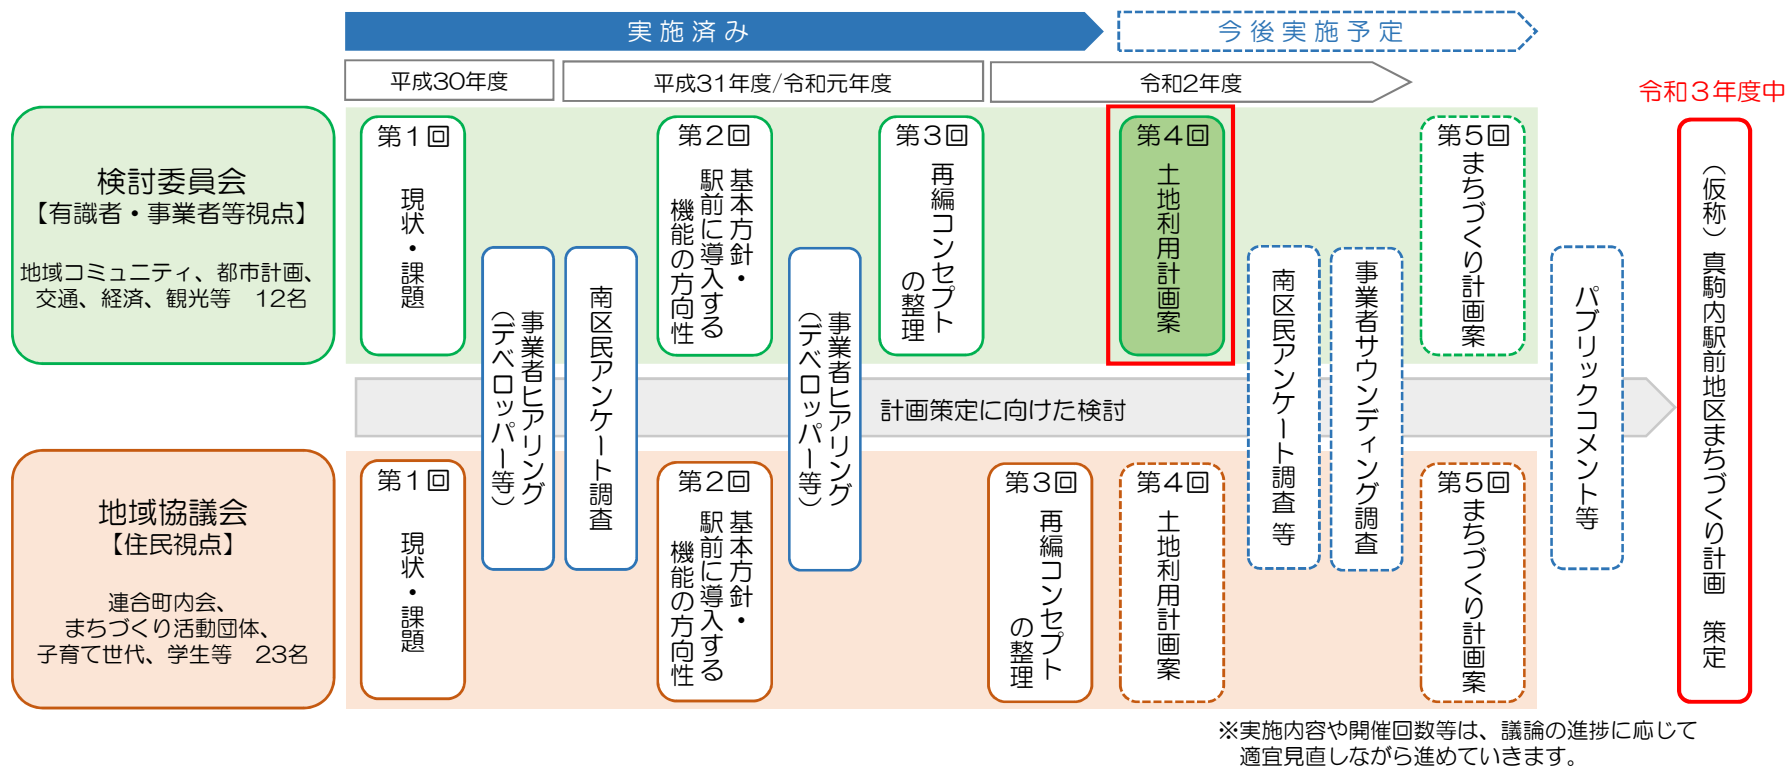 実施済み
今後実施予定
平成30年度
平成31年度/令和元年度
令和2年度
令和３年度中
検討委員会
【有識者・事業者等視点】
地域コミュニティ、都市計画、
交通、経済、観光等　12名
第１回
現状・課題
第２回
基本方針・
駅前に導入する
機能の方向性
第３回
再編コンセプト
の整理
第４回
土地利用計画案
第５回
まちづくり計画案
事業者ヒアリング
（デベロッパー等）
南区民アンケート調査
事業者ヒアリング
（デベロッパー等）
南区民アンケート調査 等
事業者サウンディング調査
パブリックコメント等
（仮称）真駒内駅前地区まちづくり計画　策定
計画策定に向けた検討
地域協議会
【住民視点】
連合町内会、
まちづくり活動団体、
子育て世代、学生等　23名
第１回
現状・課題
第２回
基本方針・
駅前に導入する
機能の方向性
第３回
再編コンセプト
の整理
第４回
土地利用計画案
第５回
まちづくり計画案
※実施内容や開催回数等は、議論の進捗に応じて
適宜見直しながら進めていきます。